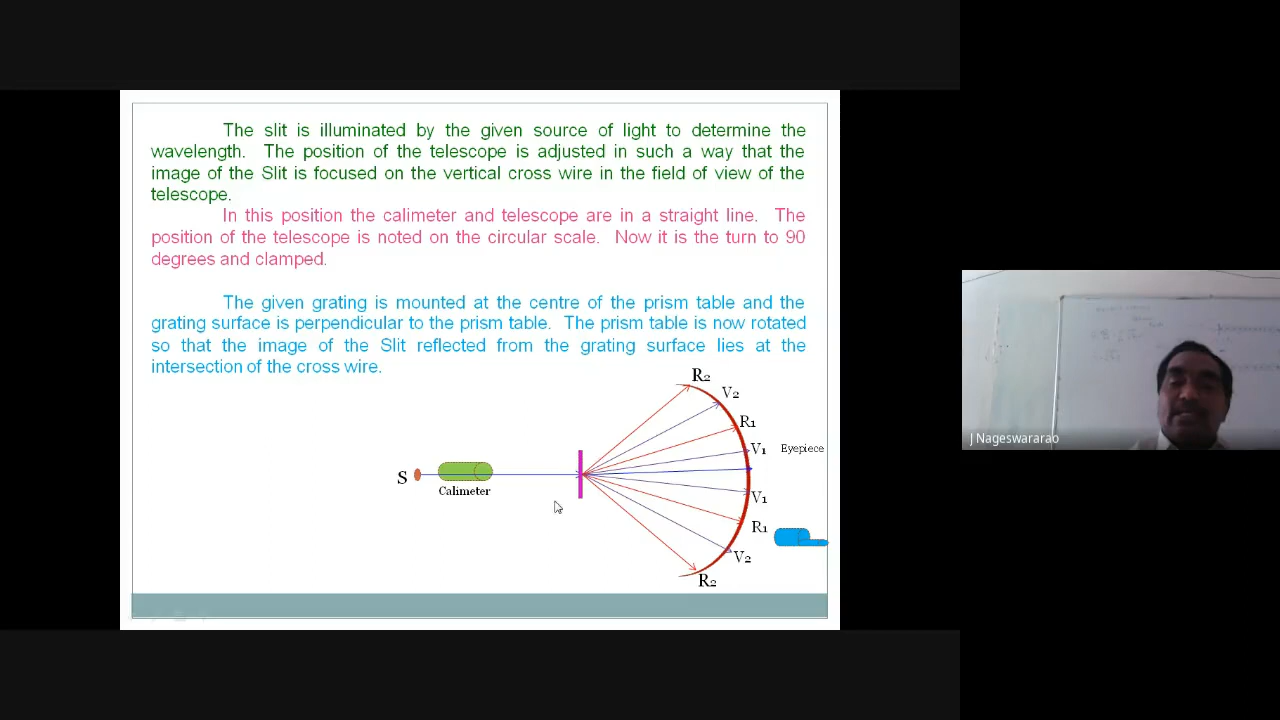 The slit is illuminated by the given source of light to determine the
wavelength. The position of the telescope is adjusted in such a way that the
image of the Slit is focused on the vertical cross wire in the field of view of the
telescope.
In this position the calimeter and telescope are in a straight line. The
position of the telescope is noted on the circular scale. Now it is the turn to 90
degrees and clamped.
The given grating is mounted at the centre of the prism table and the
grating surface is perpendicular to the prism table. The prism table is now rotated
so that the image of the Slit reflected from the grating surface lies at the
intersection of the cross wire.
R2
V2
R1
V1
Eyepiece
S
Calimeter
V1
R1
V2
R2
J Nageswararao